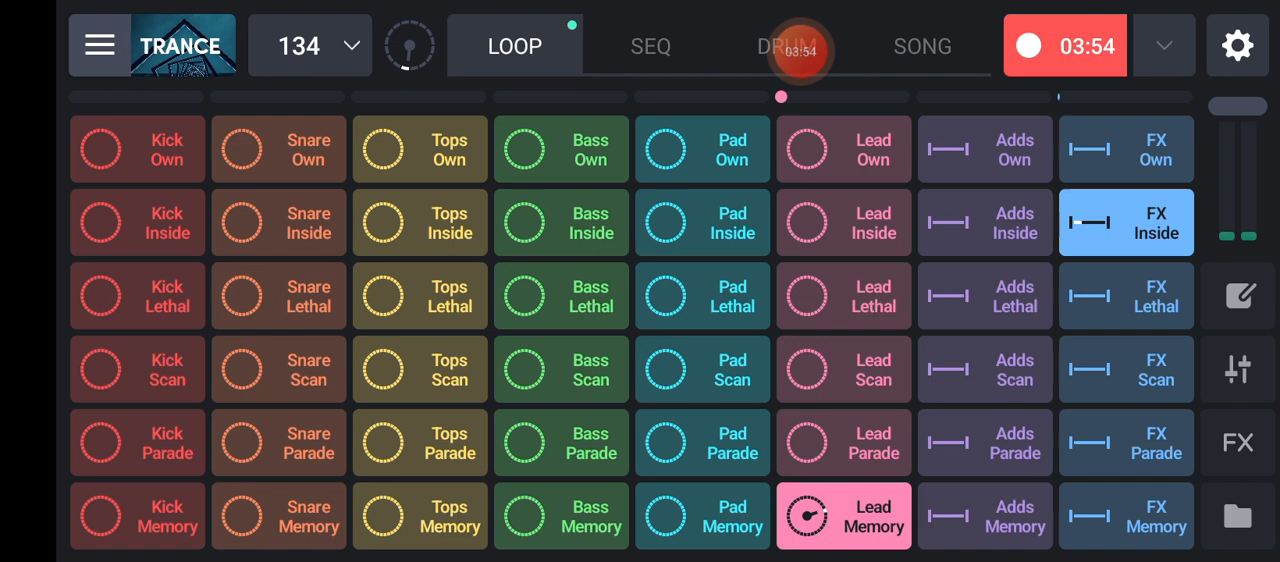 TRANCE
134
LOOP
SEQ
DRUM
03:54
SONG
03:54
Kick
Own
Snare
Own
Tops
Own
Bass
Own
Pad
Own
Lead
Own
Adds
Own
FX
Own
Kick
Inside
Snare
Inside
Tops
Inside
Bass
Inside
Pad
Inside
Lead
Inside
Adds
Inside
FX
Inside
Kick
Lethal
Snare
Lethal
Tops
Lethal
Bass
Lethal
Pad
Lethal
Lead
Lethal
Adds
Lethal
FX
Lethal
Kick
Scan
Snare
Scan
Tops
Scan
Bass
Scan
Pad
Scan
Lead
Scan
Adds
Scan
FX
Scan
Kick
Parade
Snare
Parade
Tops
Parade
Bass
Parade
Pad
Parade
Lead
Parade
Adds
Parade
FX
Parade
FX
Kick
Memory
Snare
Memory
Tops
Memory
Bass
Memory
Pad
Memory
Lead
Memory
Adds
Memory
FX
Memory